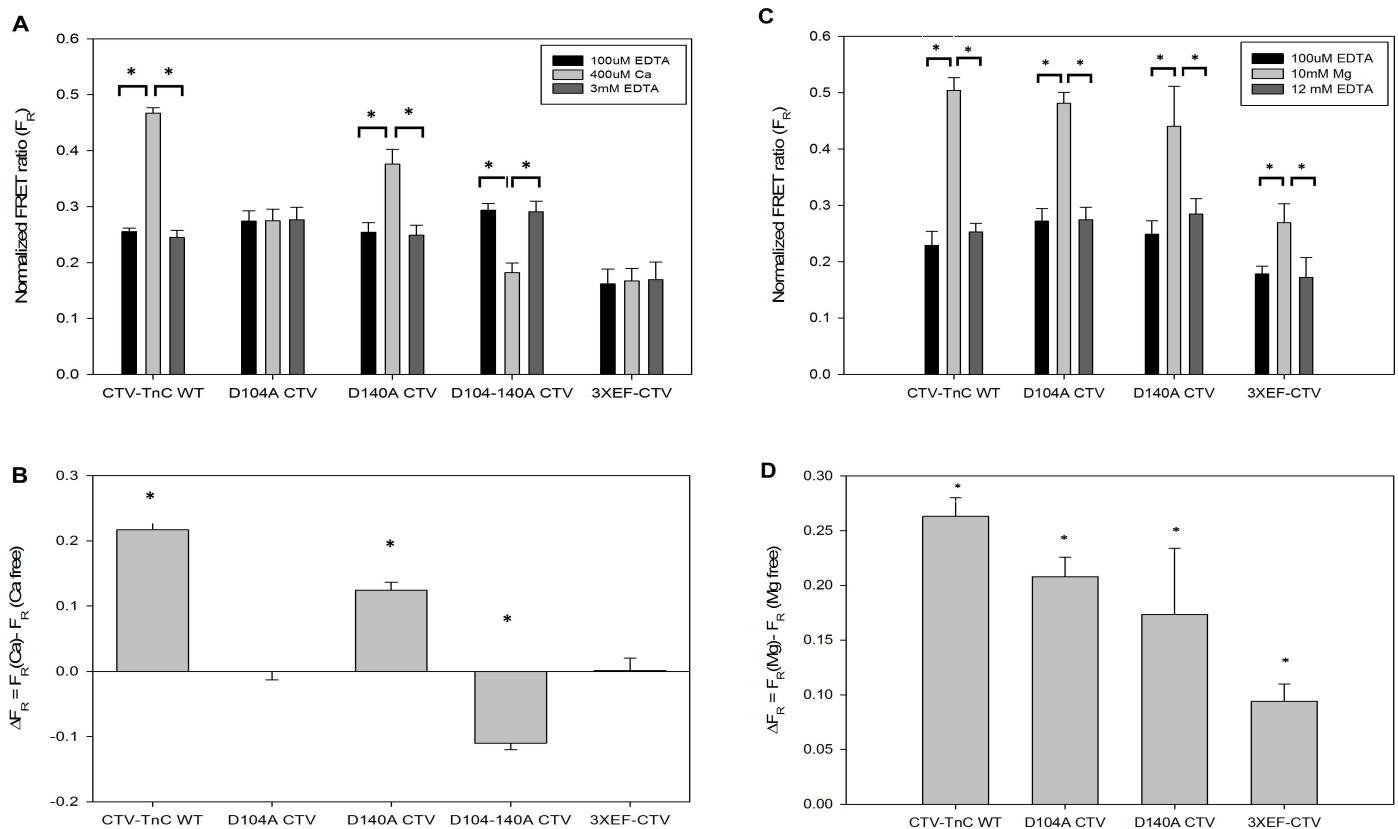 A
Normalized FRET ratio (FR)
0.6
0.5
0.4
0.3
0.2
0.1
0.0
* * * * * *
100uM EDTA
400uM Ca
3mM EDTA
CTV-TnC WT D104A CTV D140A CTV D104-140A CTV 3XEF-CTV
C
Normalized FRET ratio (FR)
0.6
0.5
0.4
0.3
0.2
0.1
0.0
* * * * * * * *
100uM EDTA
10mM Mg
12 mM EDTA
CTV-TnC WT D104A CTV D140A CTV 3XEF-CTV
B
ΔFR = FR (Ca)- FR (Ca free)
0.3
0.2
0.1
0.0
-0.1
-0.2
* * *
CTV-TnC WT D104A CTV D140A CTV D104-140A CTV 3XEF-CTV
D
ΔFR = FR(Mg)- FR (Mg free)
0.30
0.25
0.20
0.15
0.10
0.05
0.00
* * * *
CTV-TnC WT D104A CTV D140A CTV 3XEF-CTV